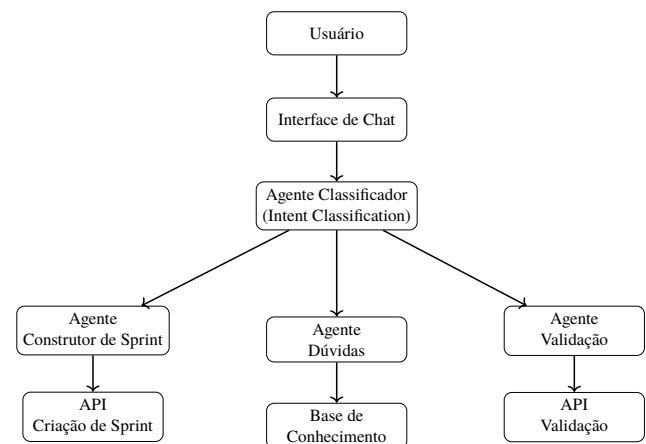 Usuário
Interface de Chat
Agente Classificador
(Intent Classification)
Agente
Construtor de Sprint
Agente
Dúvidas
Agente
Validação
API
Criação de Sprint
Base de
Conhecimento
API
Validação